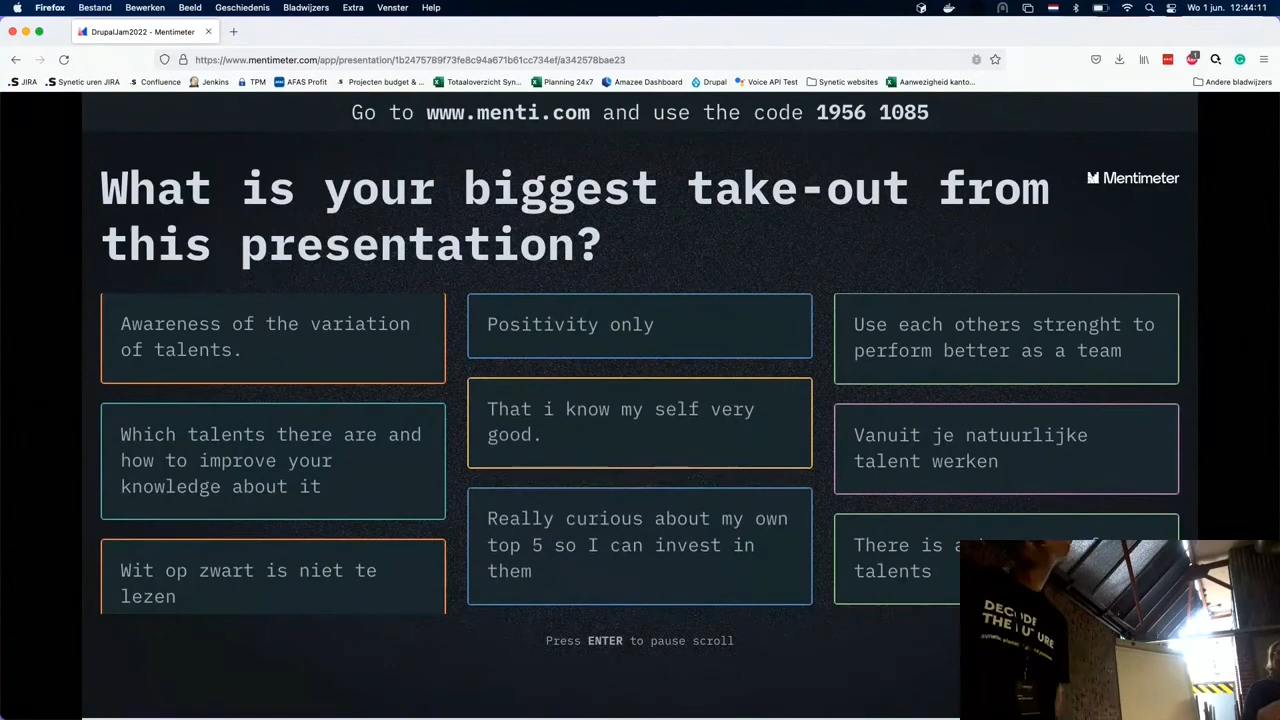 Firefox Bestand Bewerken Beeld Geschiedenis Bladwijzers Extra Venster Help Wo 1 jun. 12:44:11
DrupalJam2022 - Mentimeter
https://www.mentimeter.com/app/presentation/1b2475789f73fe8c94a671b61cc734ef/a342578bae23
JIRA Synetic uren JIRA Confluence Jenkins TPM AFAS Profit Projecten budget &... Totaaloverzicht Syn... Planning 24x7 Amazee Dashboard Drupal Voice API Test Synetic websites Aanwezigheid kanto... Andere bladwijzers
Go to www.menti.com and use the code 1956 1085
What is your biggest take-out from
this presentation?
Mentimeter
Awareness of the variation
of talents.
Which talents there are and
how to improve your
knowledge about it
Wit op zwart is niet te
lezen
Positivity only
That i know my self very
good.
Really curious about my own
top 5 so I can invest in
them
Use each others strenght to
perform better as a team
Vanuit je natuurlijke
talent werken
There is
talents
Press ENTER to pause scroll
DECODE
THE FUTURE